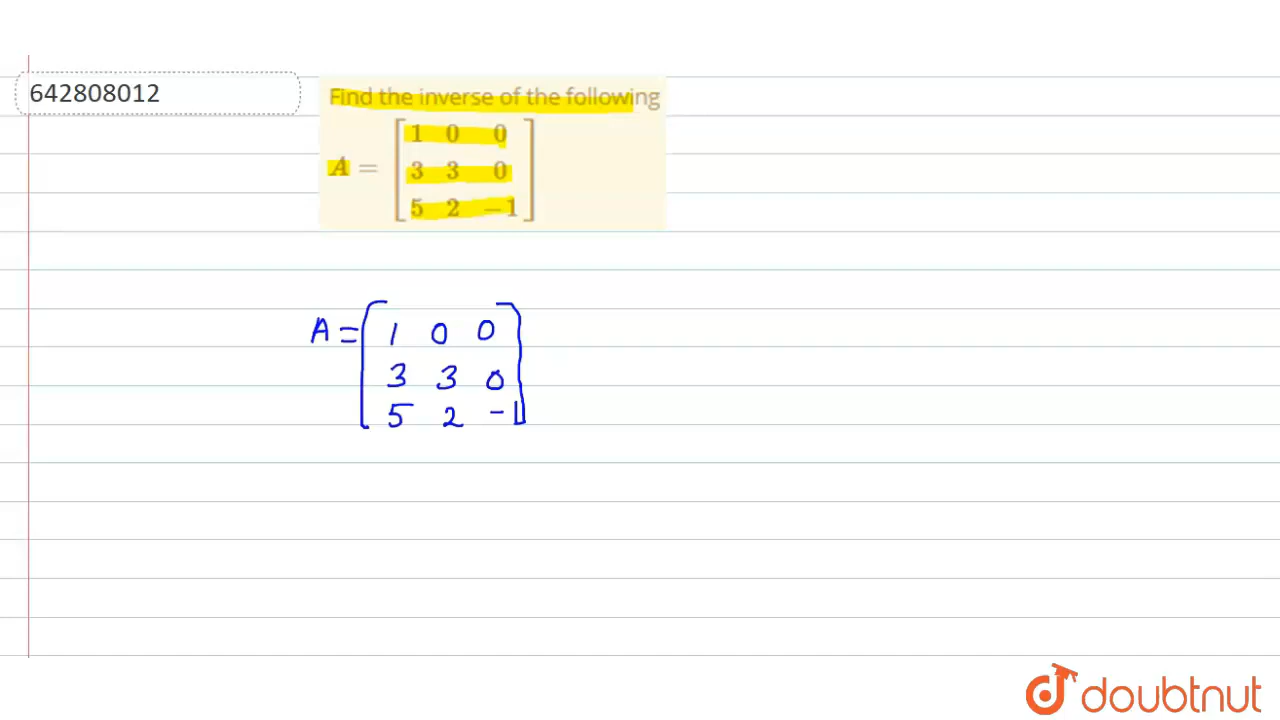 642808012
Find the inverse of the following
A = [ 1 0 0
3 3 0
5 2 -1 ]
A = [ 1 0 0
3 3 0
5 2 -1 ]
doubtnut